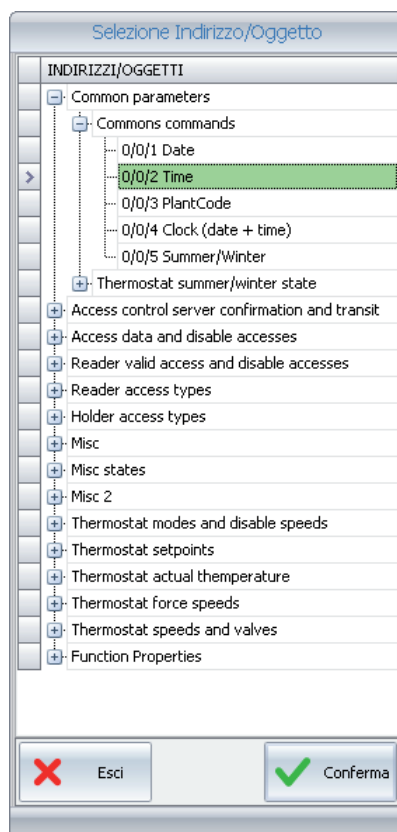 Selezione Indirizzo/Oggetto
INDIRIZZI/OGGETTI
Common parameters
Commons commands
0/0/1 Date
0/0/2 Time
0/0/3 PlantCode
0/0/4 Clock (date + time)
0/0/5 Summer/Winter
Thermostat summer/winter state
Access control server confirmation and transit
Access data and disable accesses
Reader valid access and disable accesses
Reader access types
Holder access types
Misc
Misc states
Misc 2
Thermostat modes and disable speeds
Thermostat setpoints
Thermostat actual themperature
Thermostat force speeds
Thermostat speeds and valves
Function Properties
Esci Conferma